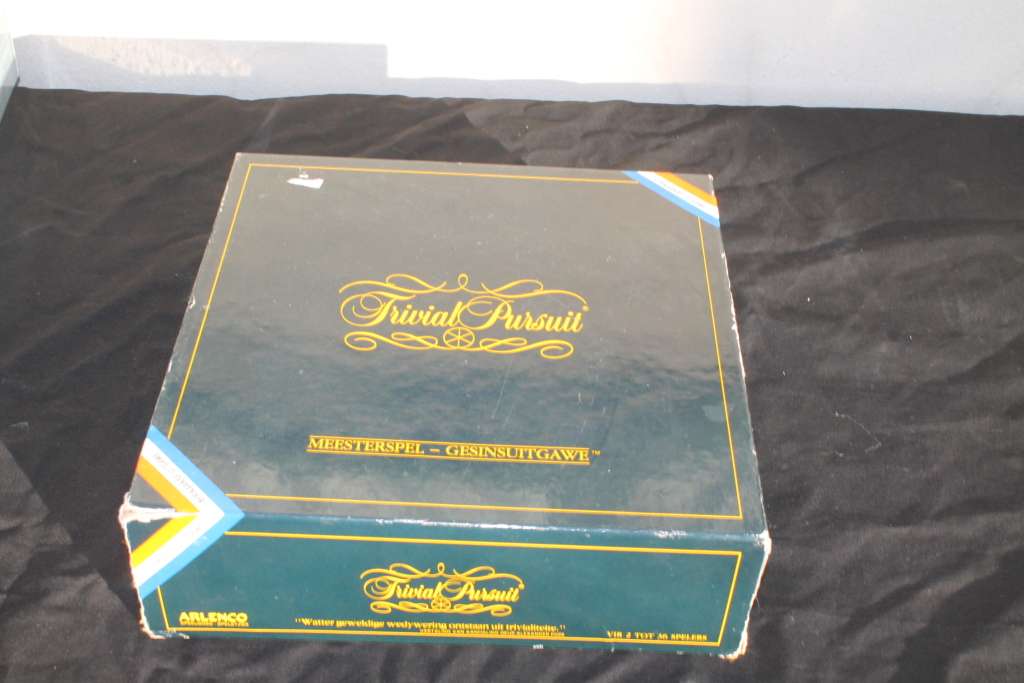 Trivial Pursuit
MEESTERSPEL – GESINSUITGAWE™
Trivial Pursuit
ARLENCO
"Watter geweldige wedywering ontstaan uit trivialiteite."
VIR 2 TOT 36 SPELERS